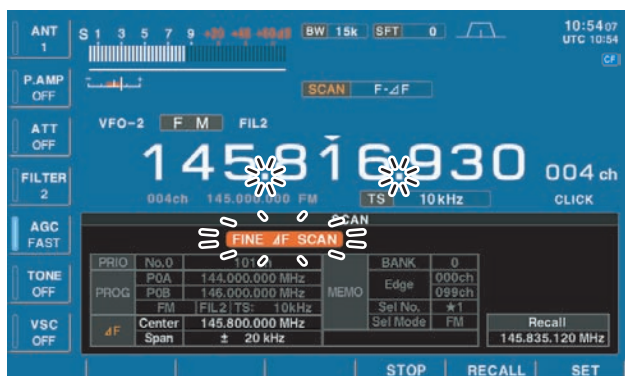 ANT
1
S 1 3 5 7 9 +20 +40 +60dB BW 15k SFT 0
10:54 07
UTC 10:54
CF
P.AMP
OFF
SCAN F-⊿F
ATT
OFF
VFO-2 FM FIL2
145.816.930 004 ch
FILTER
2
004ch 145.000.000 FM TS 10kHz CLICK
AGC
FAST
SCAN
FINE ⊿F SCAN
PRIO No.0 BANK 0
TONE
OFF
PROG P0A 144.000.000 MHz MEMO Edge 000ch
P0B 146.000.000 MHz 099ch
FM FIL2 TS: 10kHz Sel No. ★1
VSC
OFF
⊿F Center 145.800.000 MHz Sel Mode FM Recall
Span ± 20 kHz 145.835.120 MHz
STOP RECALL SET